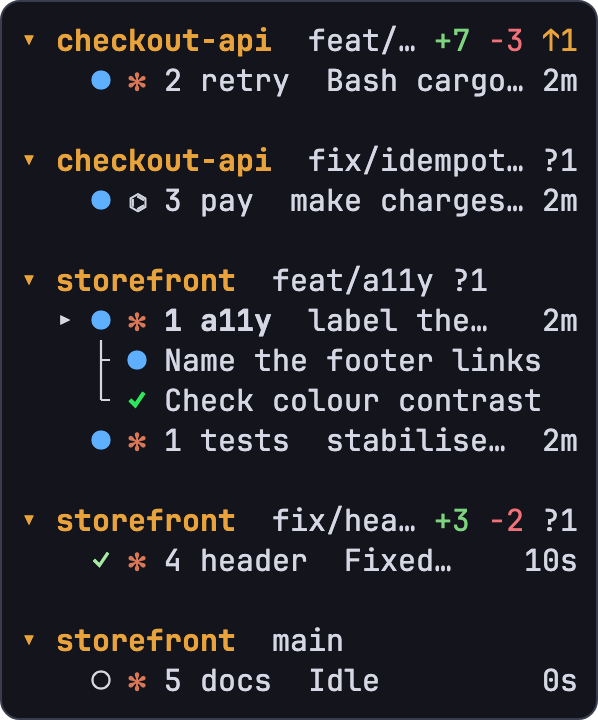 ▾ checkout-api feat/… +7 -3 ↑1
● ✻ 2 retry Bash cargo… 2m
▾ checkout-api fix/idempot… ?1
● ⌬ 3 pay make charges… 2m
▾ storefront feat/a11y ?1
▸ ● ✻ 1 a11y label the… 2m
├ ● Name the footer links
└ ✓ Check colour contrast
● ✻ 1 tests stabilise… 2m
▾ storefront fix/hea… +3 -2 ?1
✓ ✻ 4 header Fixed… 10s
▾ storefront main
○ ✻ 5 docs Idle 0s